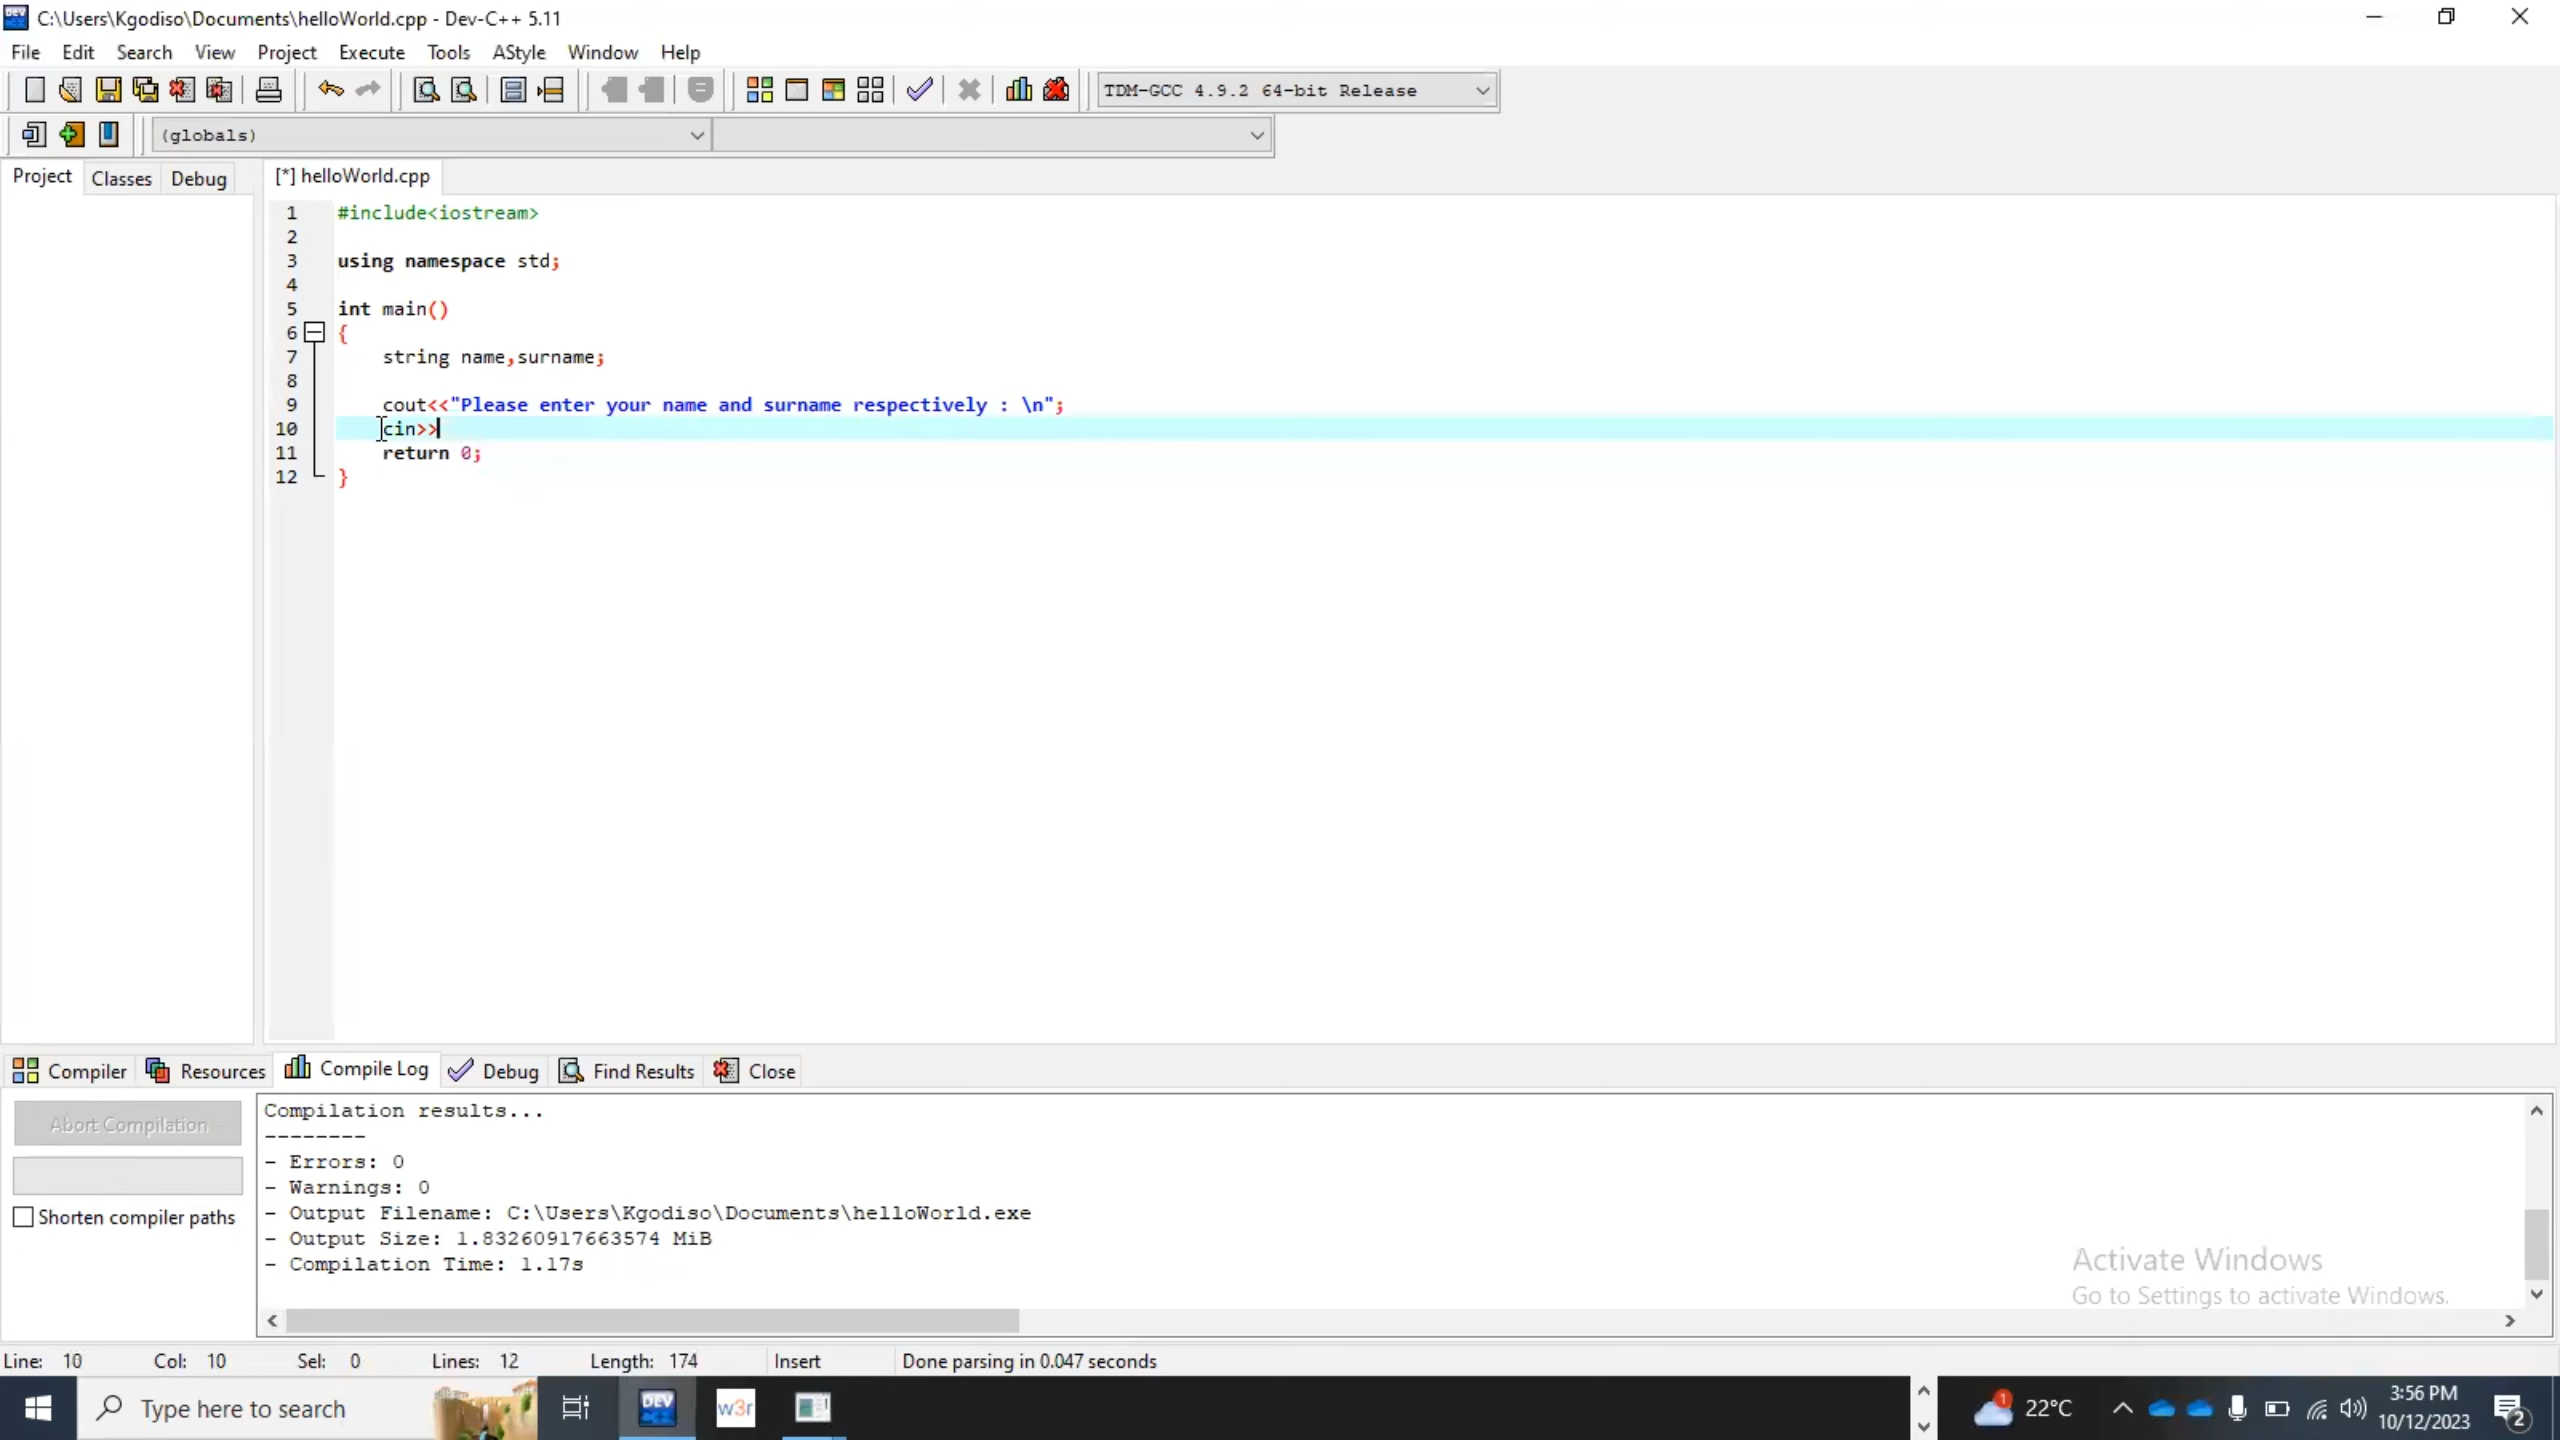 C:\Users\Kgodiso\Documents\helloWorld.cpp - Dev-C++ 5.11
File Edit Search View Project Execute Tools AStyle Window Help
TDM-GCC 4.9.2 64-bit Release
(globals)
Project Classes Debug [*] helloWorld.cpp
1 #include<iostream>
2
3 using namespace std;
4
5 int main()
6 {
7 string name,surname;
8
9 cout<<"Please enter your name and surname respectively : \n";
10 cin>>
11 return 0;
12 }
Compiler Resources Compile Log Debug Find Results Close
Abort Compilation
Shorten compiler paths
Compilation results...
--------
- Errors: 0
- Warnings: 0
- Output Filename: C:\Users\Kgodiso\Documents\helloWorld.exe
- Output Size: 1.83260917663574 MiB
- Compilation Time: 1.17s
Activate Windows
Go to Settings to activate Windows.
Line: 10 Col: 10 Sel: 0 Lines: 12 Length: 174 Insert Done parsing in 0.047 seconds
Type here to search
DEV
w3r
1
22°C
3:56 PM
10/12/2023
2